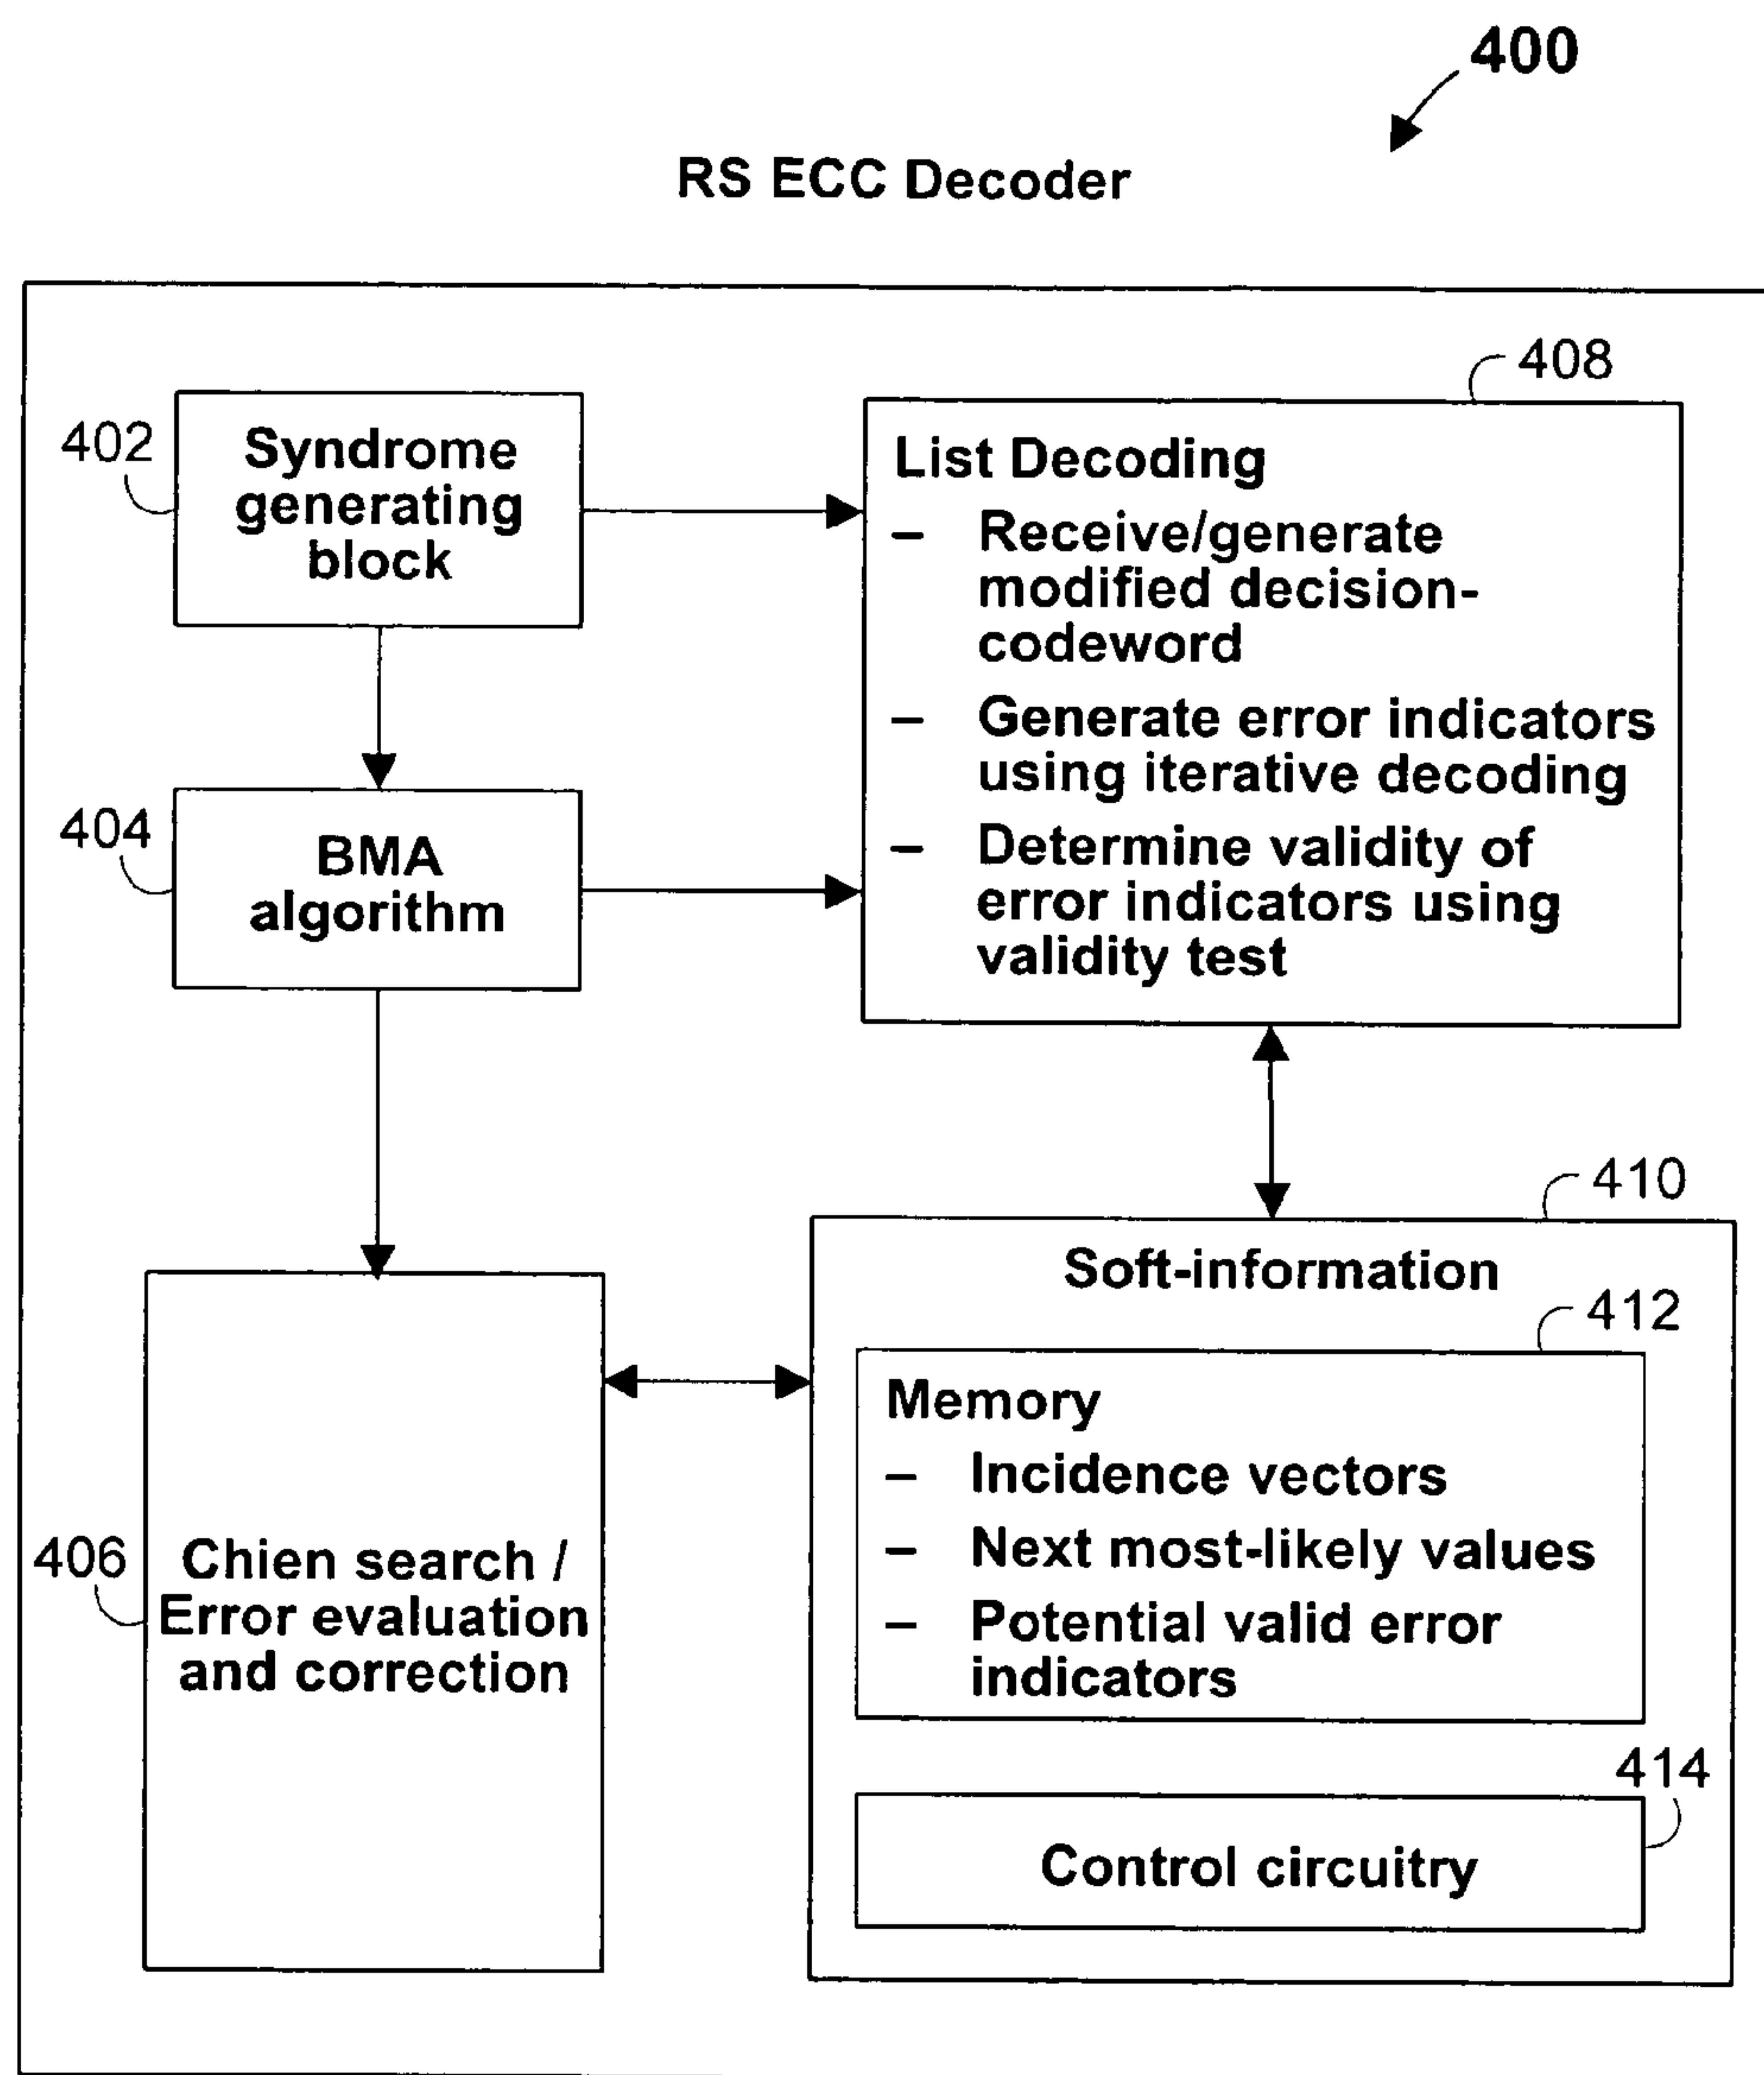 400
RS ECC Decoder
402
Syndrome
generating
block
404
BMA
algorithm
406
Chien search /
Error evaluation
and correction
408
List Decoding
– Receive/generate
modified decision-
codeword
– Generate error indicators
using iterative decoding
– Determine validity of
error indicators using
validity test
410
Soft-information
412
Memory
– Incidence vectors
– Next most-likely values
– Potential valid error
indicators
414
Control circuitry